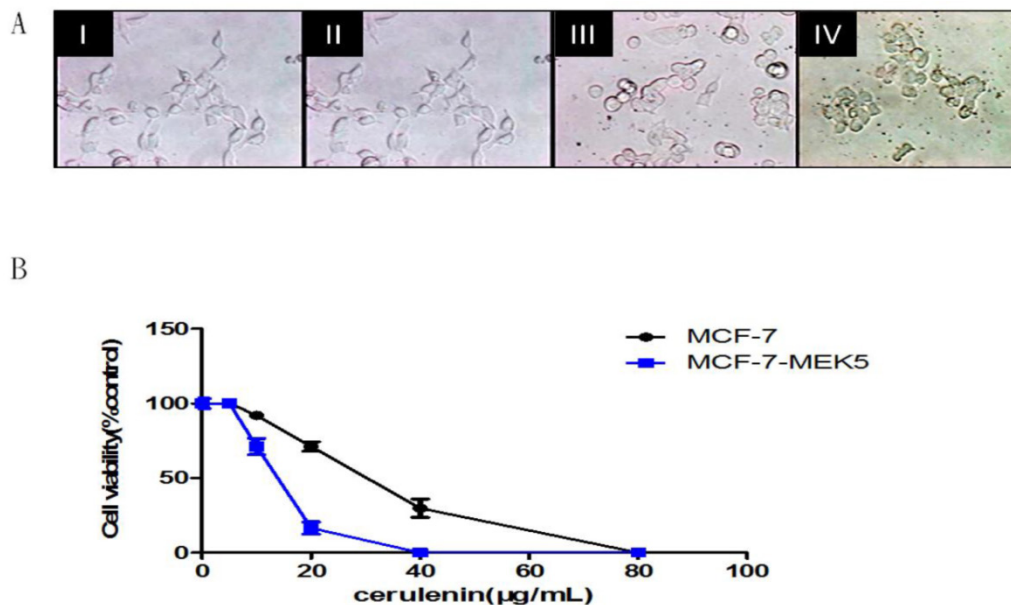 A
I II III IV
B
Cell viability(%control)
150
100
50
0
0 20 40 60 80 100
cerulenin(µg/mL)
MCF-7
MCF-7-MEK5